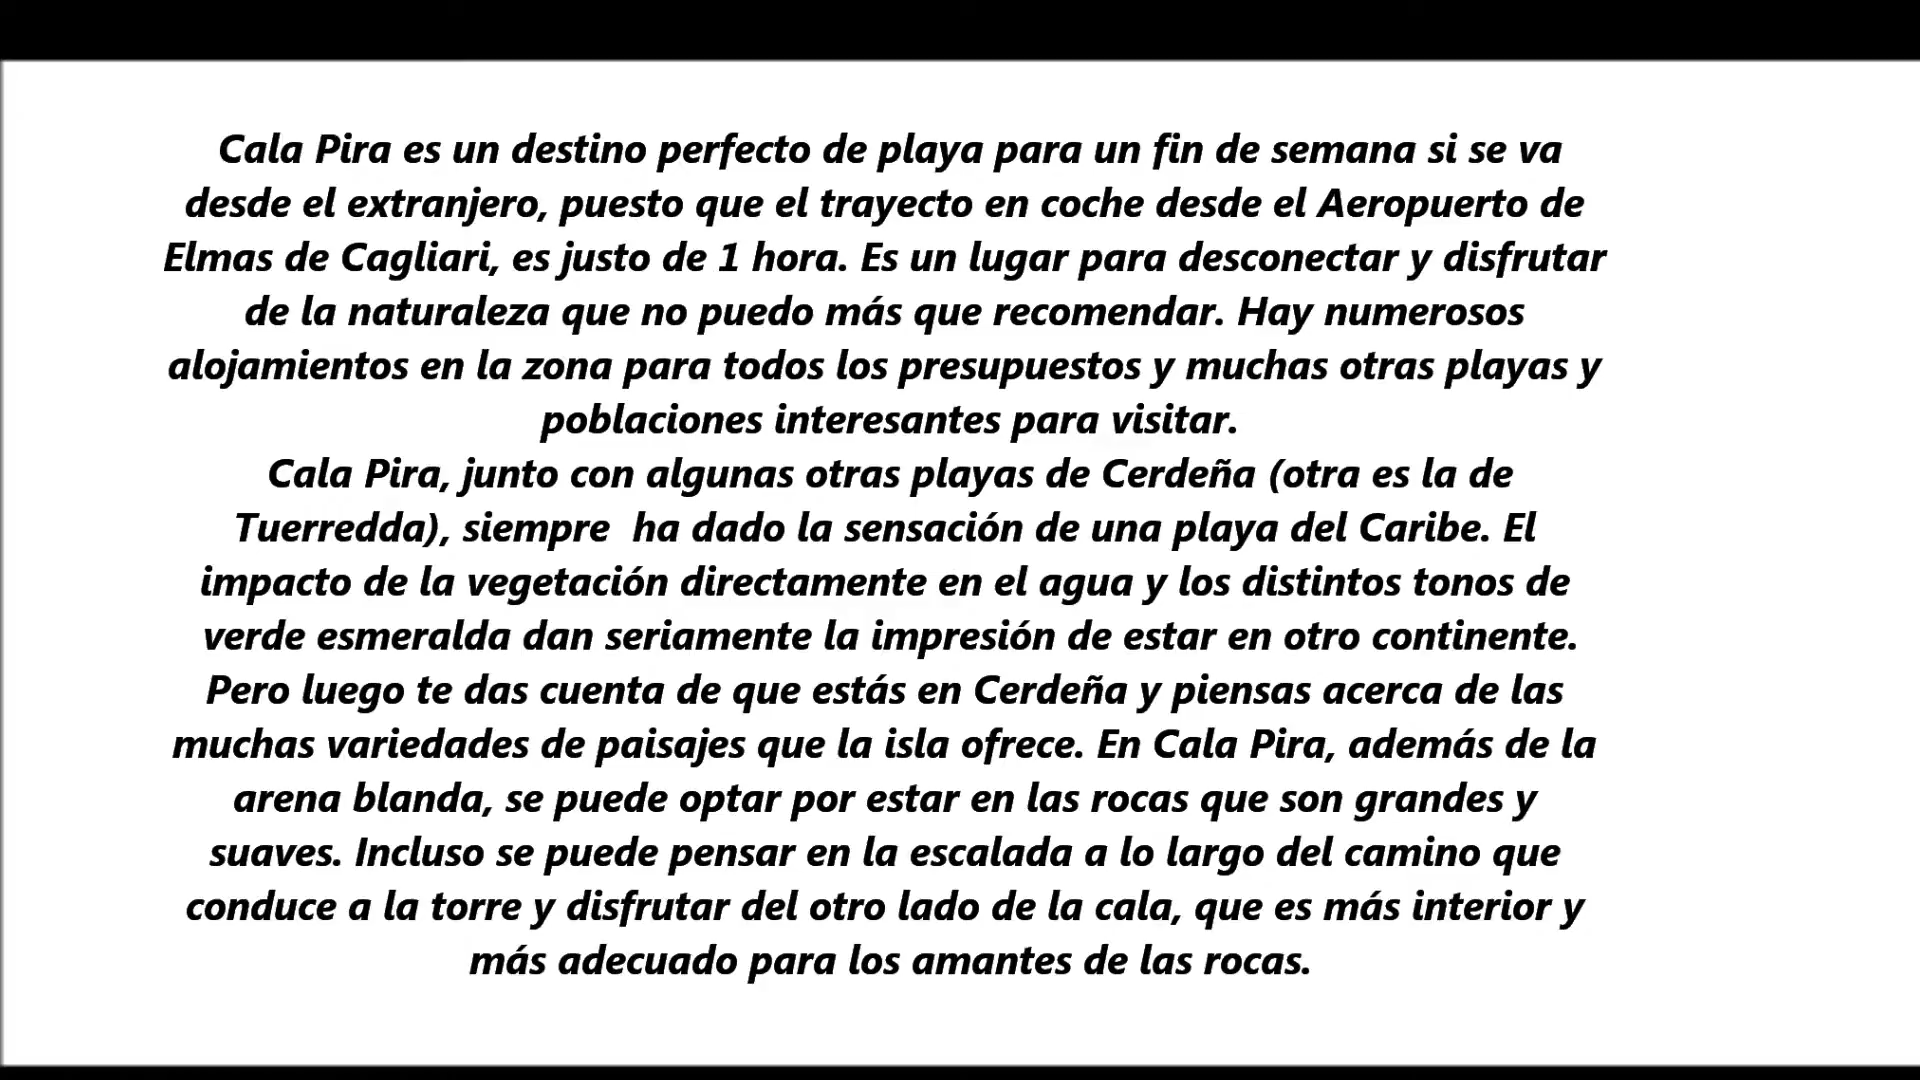 Cala Pira es un destino perfecto de playa para un fin de semana si se va
desde el extranjero, puesto que el trayecto en coche desde el Aeropuerto de
Elmas de Cagliari, es justo de 1 hora. Es un lugar para desconectar y disfrutar
de la naturaleza que no puedo más que recomendar. Hay numerosos
alojamientos en la zona para todos los presupuestos y muchas otras playas y
poblaciones interesantes para visitar.
Cala Pira, junto con algunas otras playas de Cerdeña (otra es la de
Tuerredda), siempre  ha dado la sensación de una playa del Caribe. El
impacto de la vegetación directamente en el agua y los distintos tonos de
verde esmeralda dan seriamente la impresión de estar en otro continente.
Pero luego te das cuenta de que estás en Cerdeña y piensas acerca de las
muchas variedades de paisajes que la isla ofrece. En Cala Pira, además de la
arena blanda, se puede optar por estar en las rocas que son grandes y
suaves. Incluso se puede pensar en la escalada a lo largo del camino que
conduce a la torre y disfrutar del otro lado de la cala, que es más interior y
más adecuado para los amantes de las rocas.